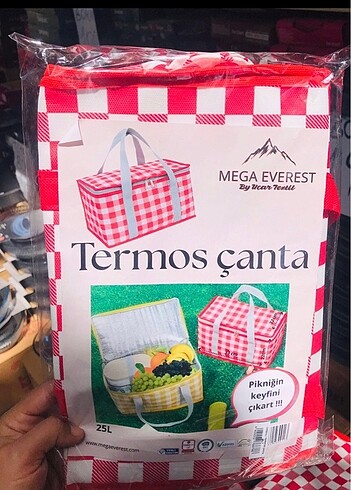 MEGA EVEREST
By Ucar Textil
Termos çanta
Pikniğin
keyfini
çıkart !!!
25L
www.megaeverest.com